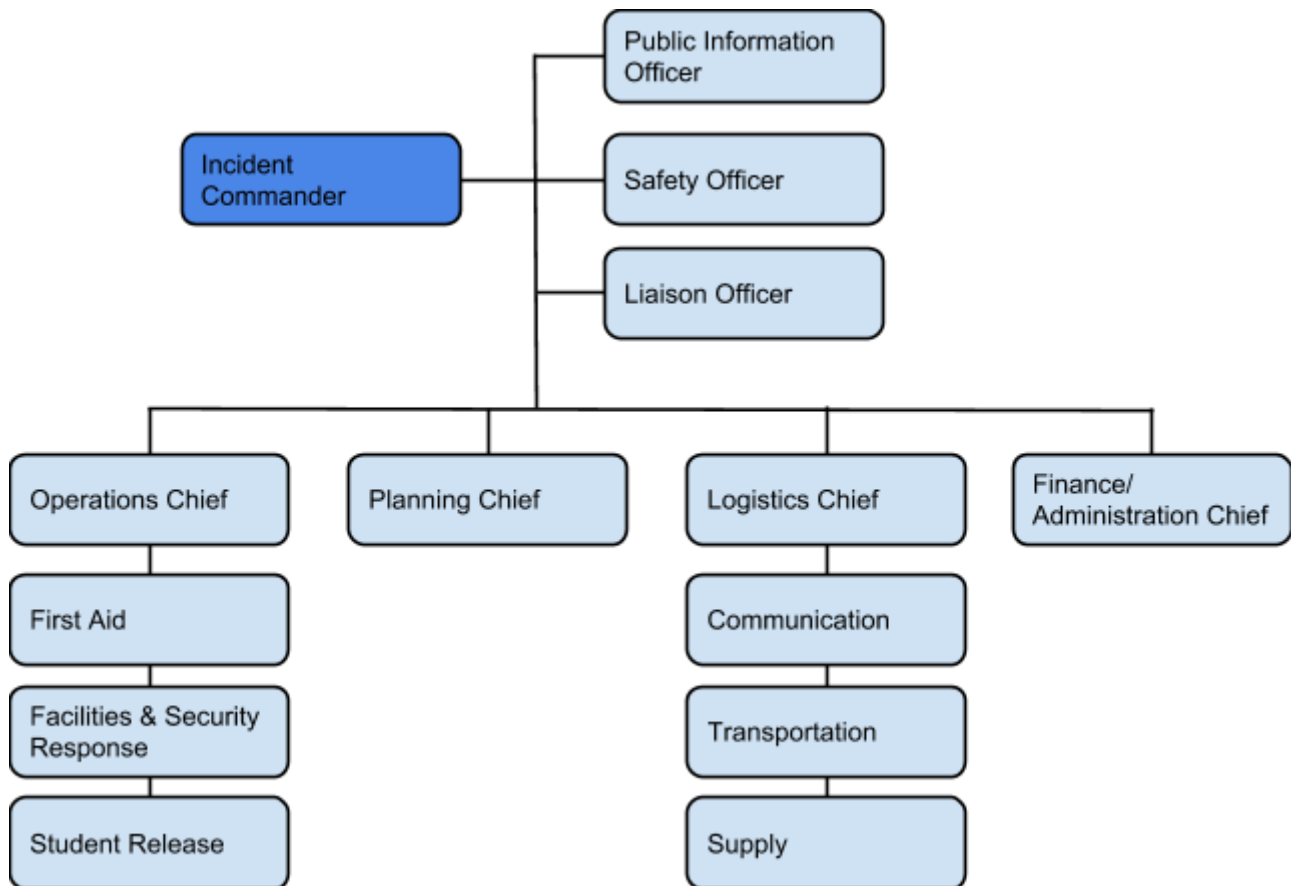 Public Information
Officer
Incident
Commander
Safety Officer
Liaison Officer
Operations Chief
Planning Chief
Logistics Chief
Finance/
Administration Chief
First Aid
Communication
Facilities & Security
Response
Transportation
Student Release
Supply